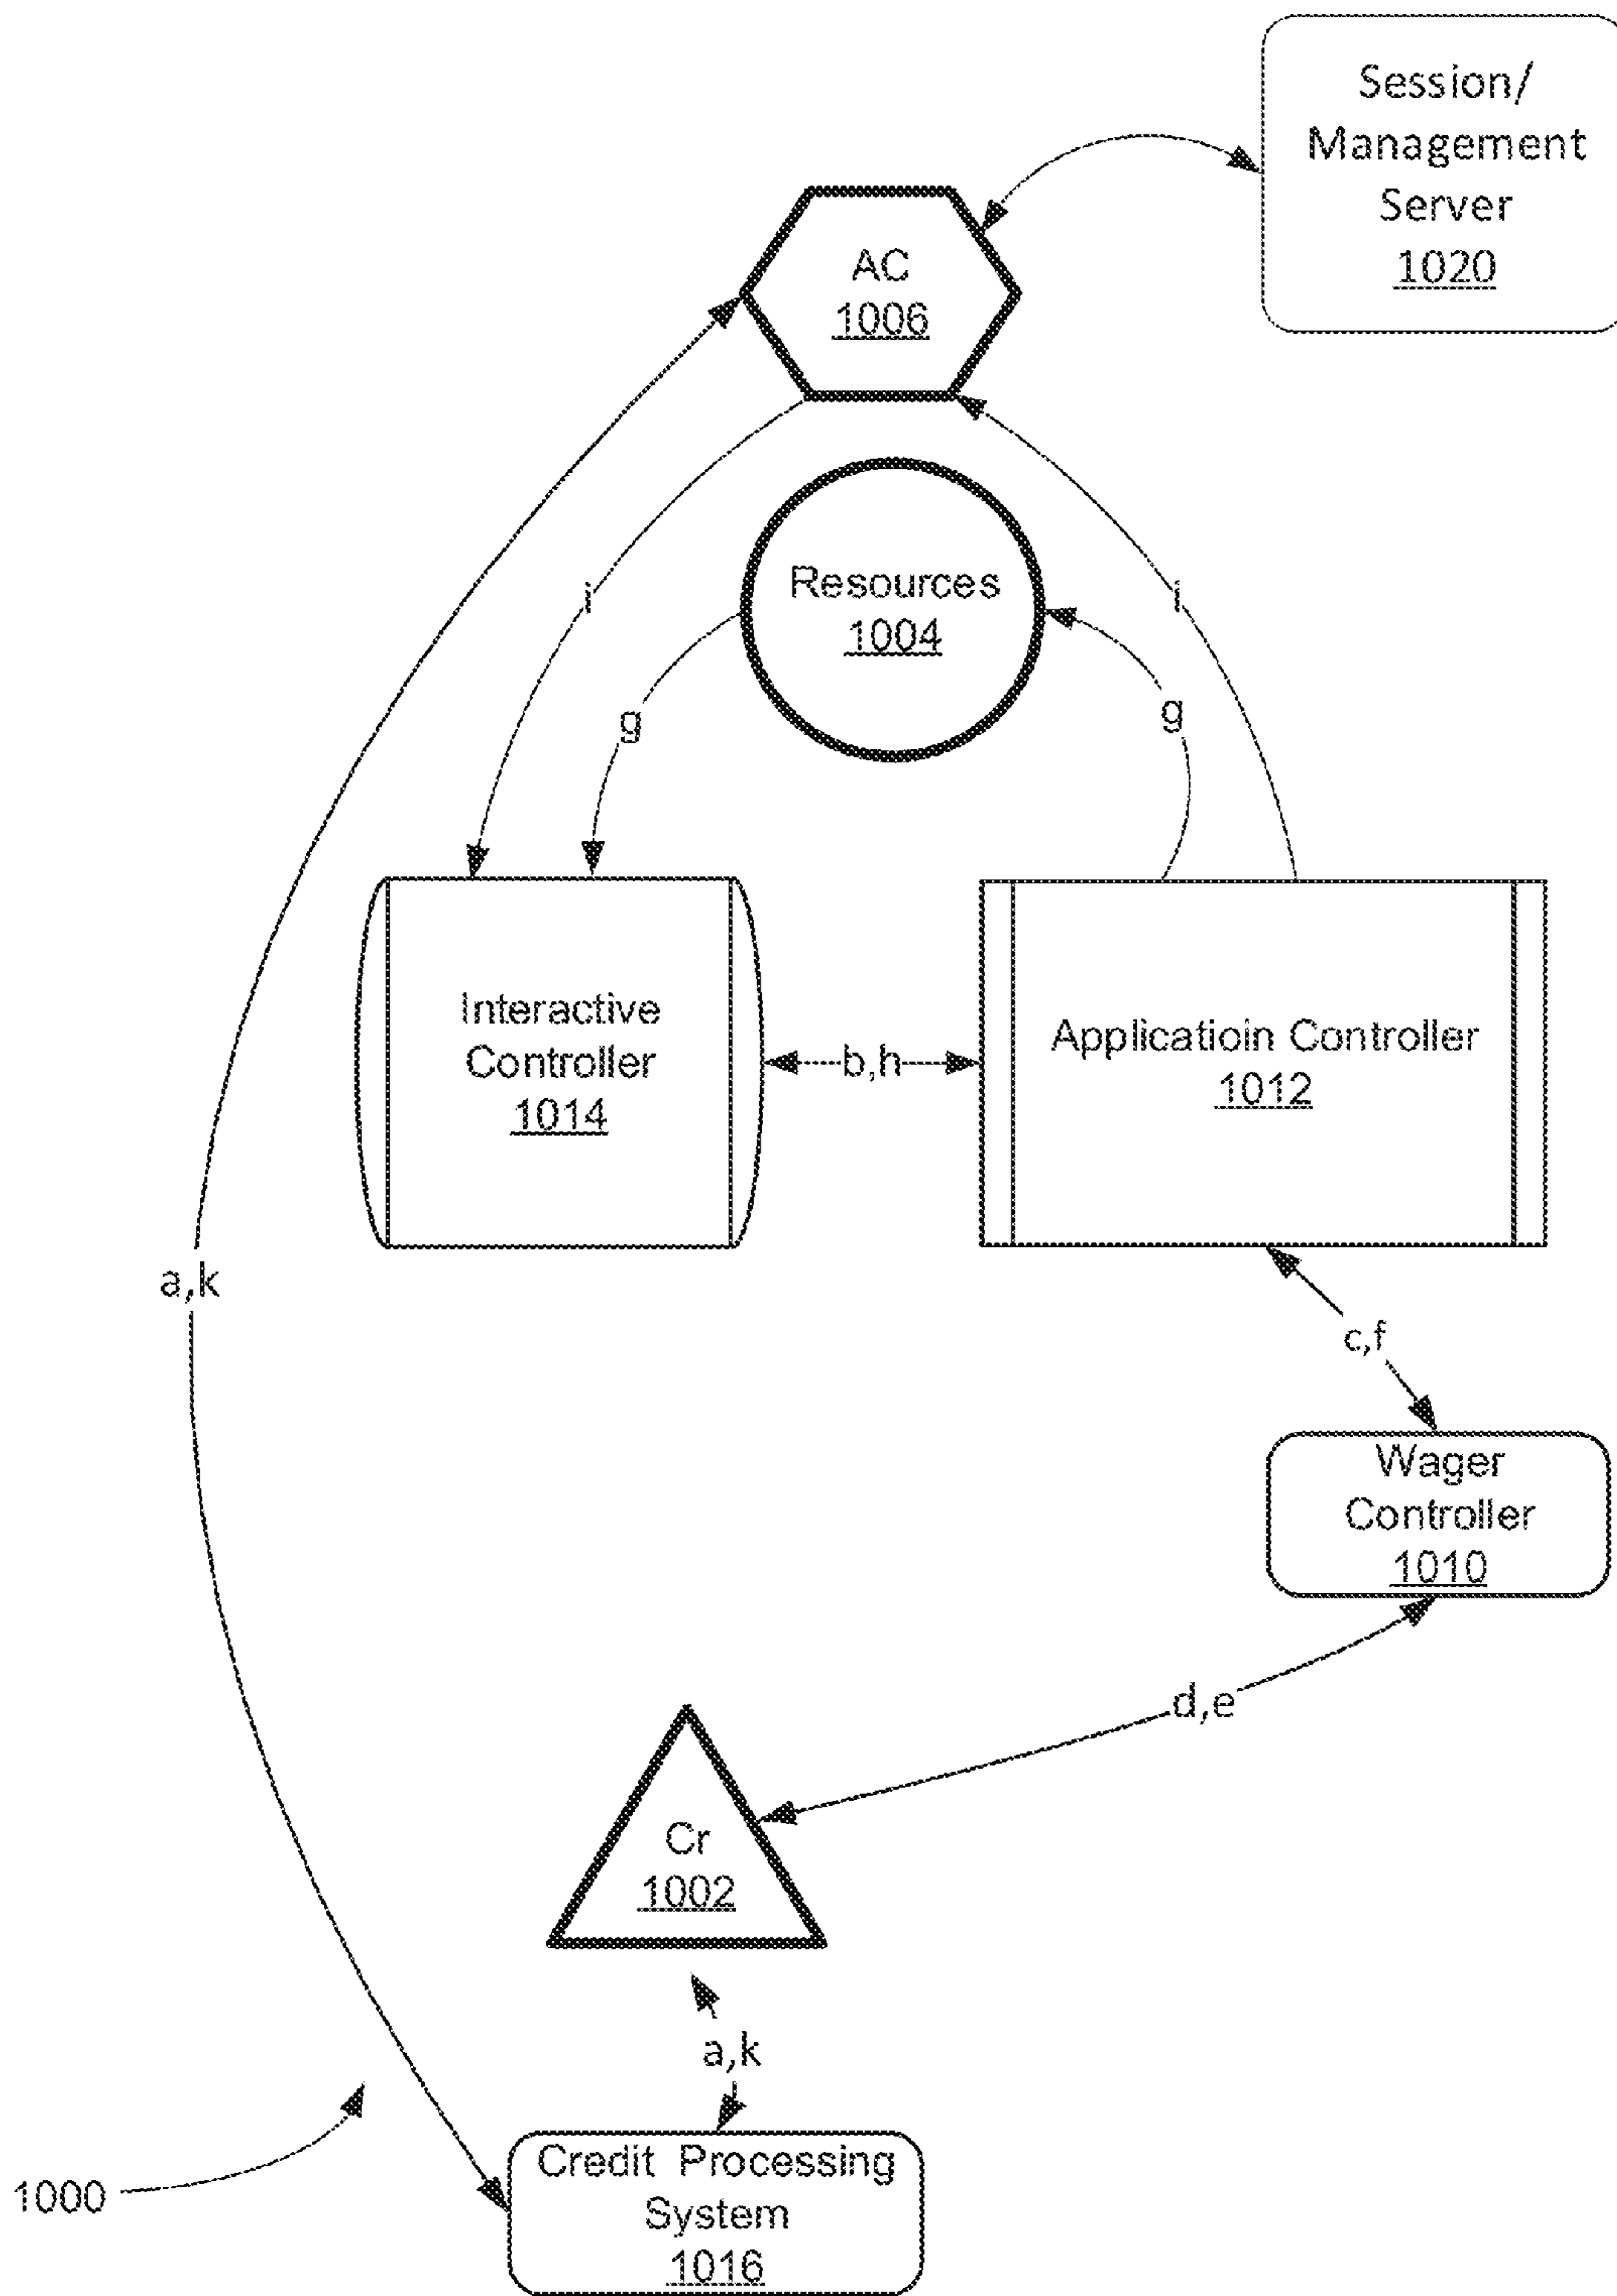 Session/
Management
Server
1020
AC
1006
Resources
1004
i
i
g
g
Interactive
Controller
1014
b,h
Applicatioin Controller
1012
a,k
c,f
Wager
Controller
1010
d,e
Cr
1002
a,k
1000
Credit Processing
System
1016